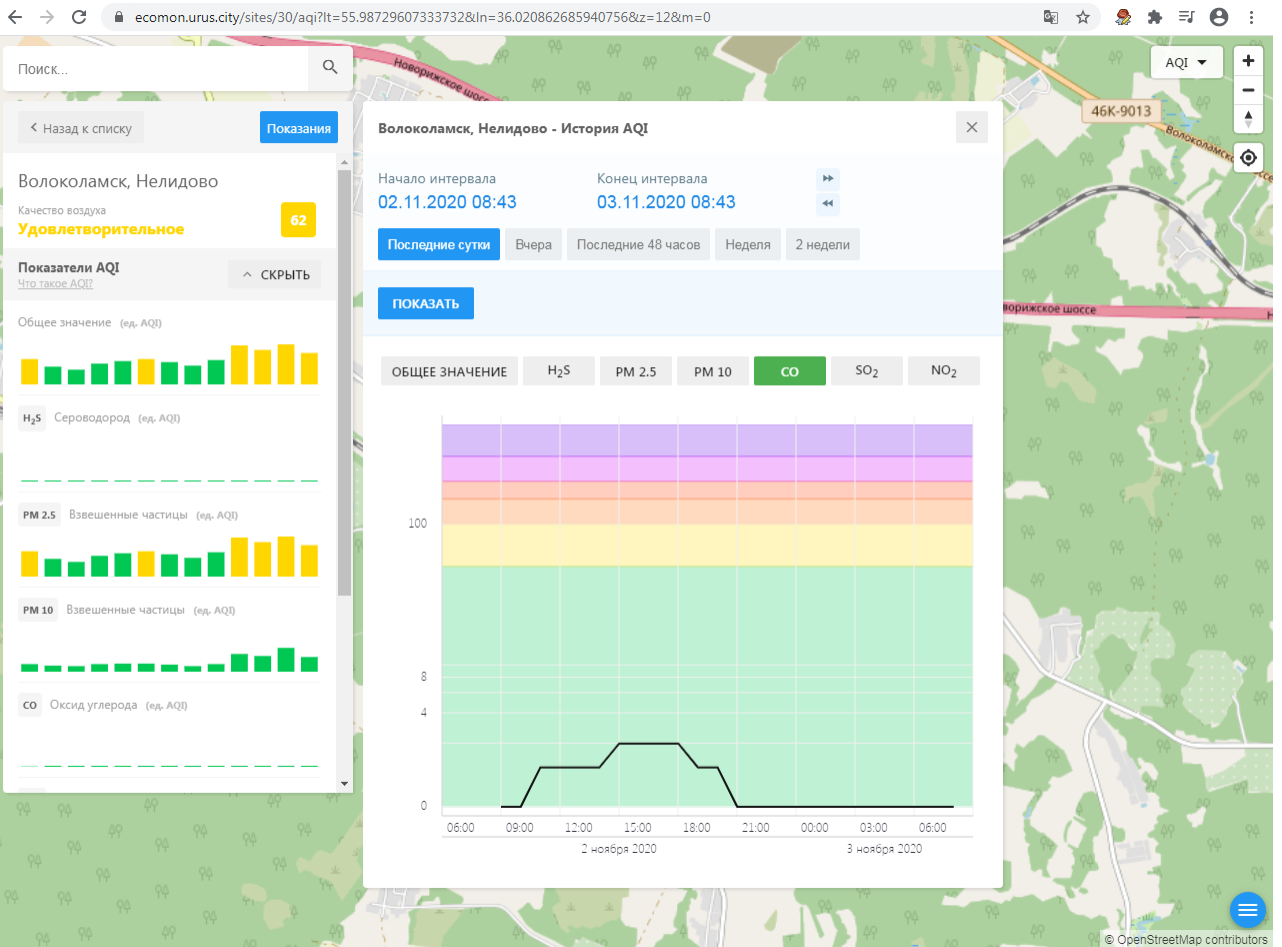 ecomon.urus.city/sites/30/aqi?lt=55.98729607333732&ln=36.020862685940756&z=12&m=0
Поиск...
Новорижское шоссе
AQI
46К-9013
Волоколамск
Назад к списку
Показания
Волоколамск, Нелидово
Качество воздуха
Удовлетворительное
62
Показатели AQI
Что такое AQI?
СКРЫТЬ
Общее значение (ед. AQI)
H₂S Сероводород (ед. AQI)
PM 2.5 Взвешенные частицы (ед. AQI)
PM 10 Взвешенные частицы (ед. AQI)
CO Оксид углерода (ед. AQI)
Волоколамск, Нелидово - История AQI
Начало интервала
02.11.2020 08:43
Конец интервала
03.11.2020 08:43
Последние сутки Вчера Последние 48 часов Неделя 2 недели
ПОКАЗАТЬ
ОБЩЕЕ ЗНАЧЕНИЕ H₂S PM 2.5 PM 10 CO SO₂ NO₂
100
8
4
0
06:00 09:00 12:00 15:00 18:00 21:00 00:00 03:00 06:00
2 ноября 2020 3 ноября 2020
ворижское шоссе
© OpenStreetMap contributors